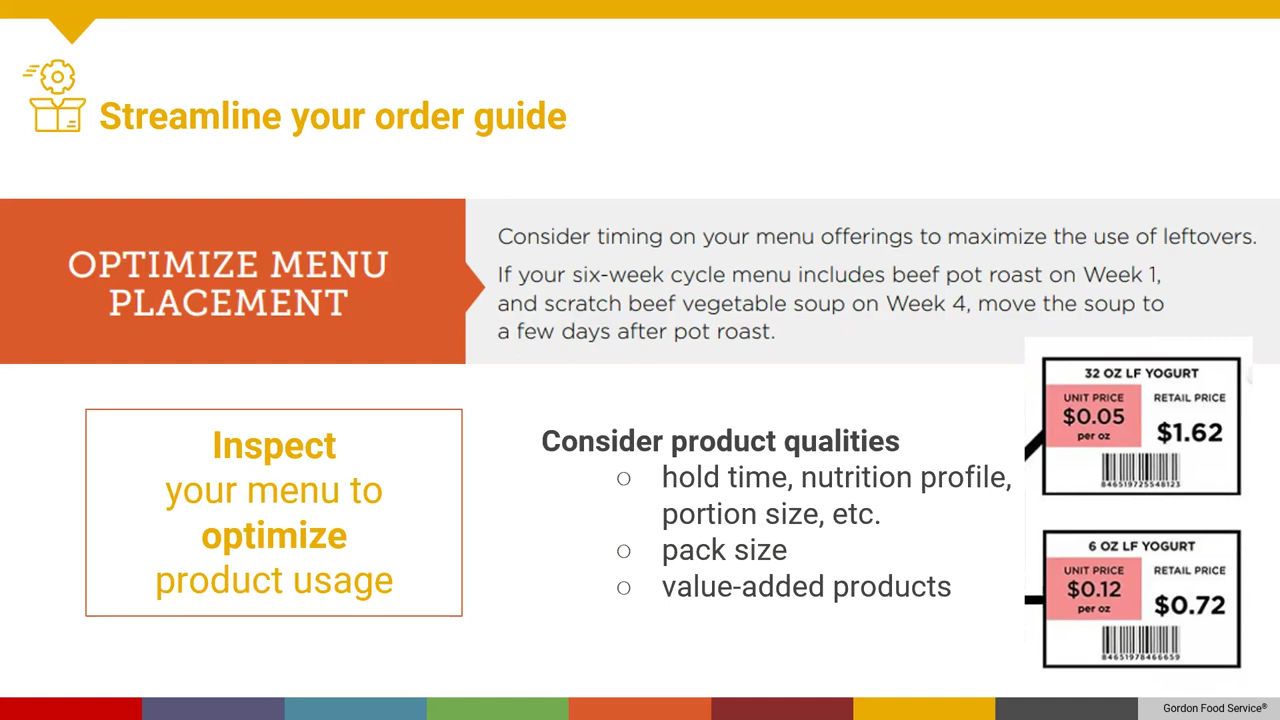 Streamline your order guide
OPTIMIZE MENU
PLACEMENT
Consider timing on your menu offerings to maximize the use of leftovers.
If your six-week cycle menu includes beef pot roast on Week 1,
and scratch beef vegetable soup on Week 4, move the soup to
a few days after pot roast.
Inspect
your menu to
optimize
product usage
Consider product qualities
○ hold time, nutrition profile,
portion size, etc.
○ pack size
○ value-added products
32 OZ LF YOGURT
UNIT PRICE
$0.05
per oz
RETAIL PRICE
$1.62
846519725548123
6 OZ LF YOGURT
UNIT PRICE
$0.12
per oz
RETAIL PRICE
$0.72
84651978466659
Gordon Food Service®